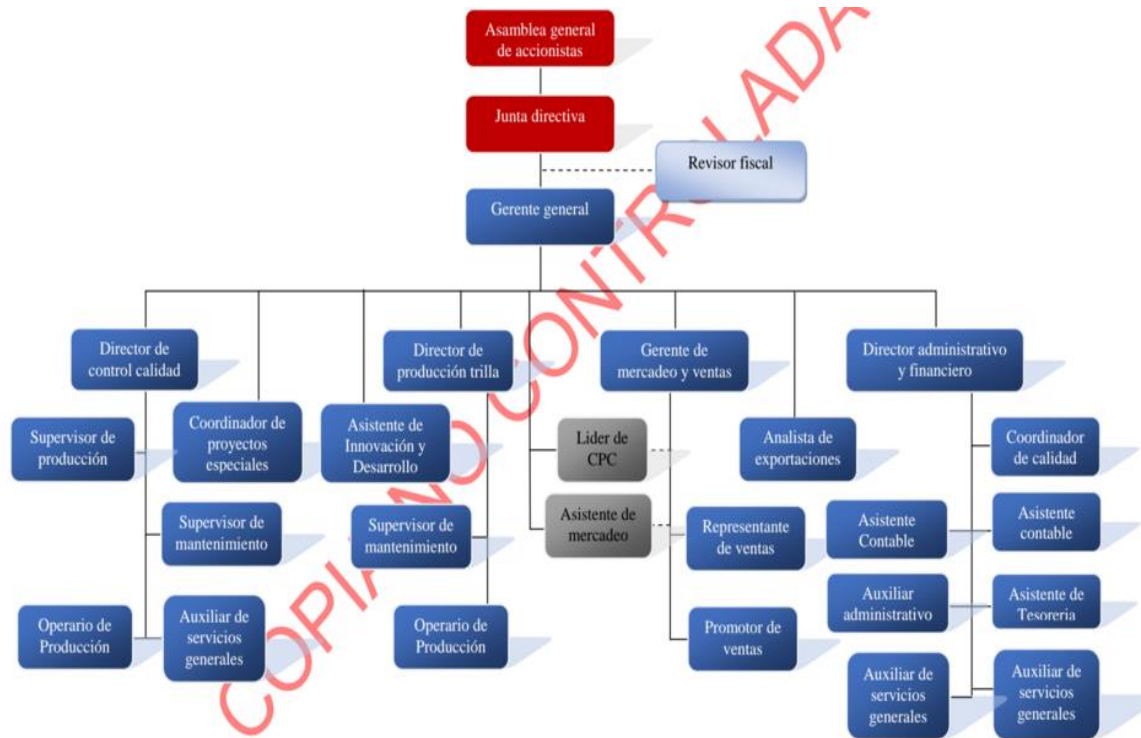 Asamblea general
de accionistas
Junta directiva
Revisor fiscal
Gerente general
Director de
control calidad
Director de
producción trilla
Gerente de
mercadeo y ventas
Director administrativo
y financiero
Supervisor de
producción
Coordinador de
proyectos
especiales
Asistente de
Innovación y
Desarrollo
Lider de
CPC
Analista de
exportaciones
Coordinador
de calidad
Supervisor de
mantenimiento
Supervisor de
mantenimiento
Asistente de
mercadeo
Representante
de ventas
Asistente
Contable
Asistente
contable
Operario de
Producción
Auxiliar de
servicios
generales
Operario de
Producción
Promotor de
ventas
Auxiliar
administrativo
Asistente de
Tesoreria
Auxiliar de
servicios
generales
Auxiliar de
servicios
generales
COPIA NO CONTROLADA